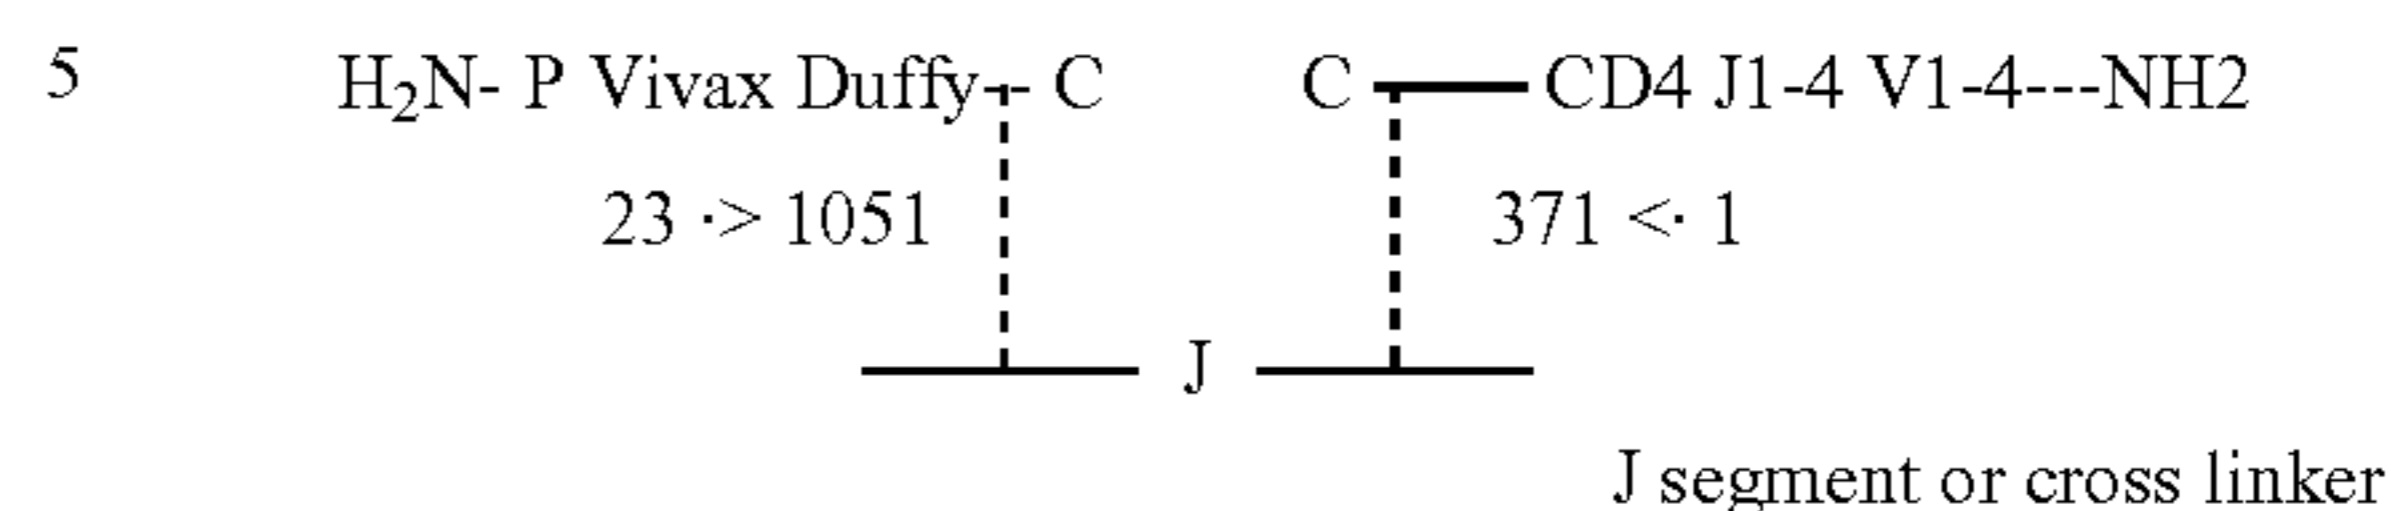 5 H₂N- P Vivax Duffy-- C C — CD4 J1-4 V1-4---NH2
23 ·> 1051 371 <· 1
J
J segment or cross linker